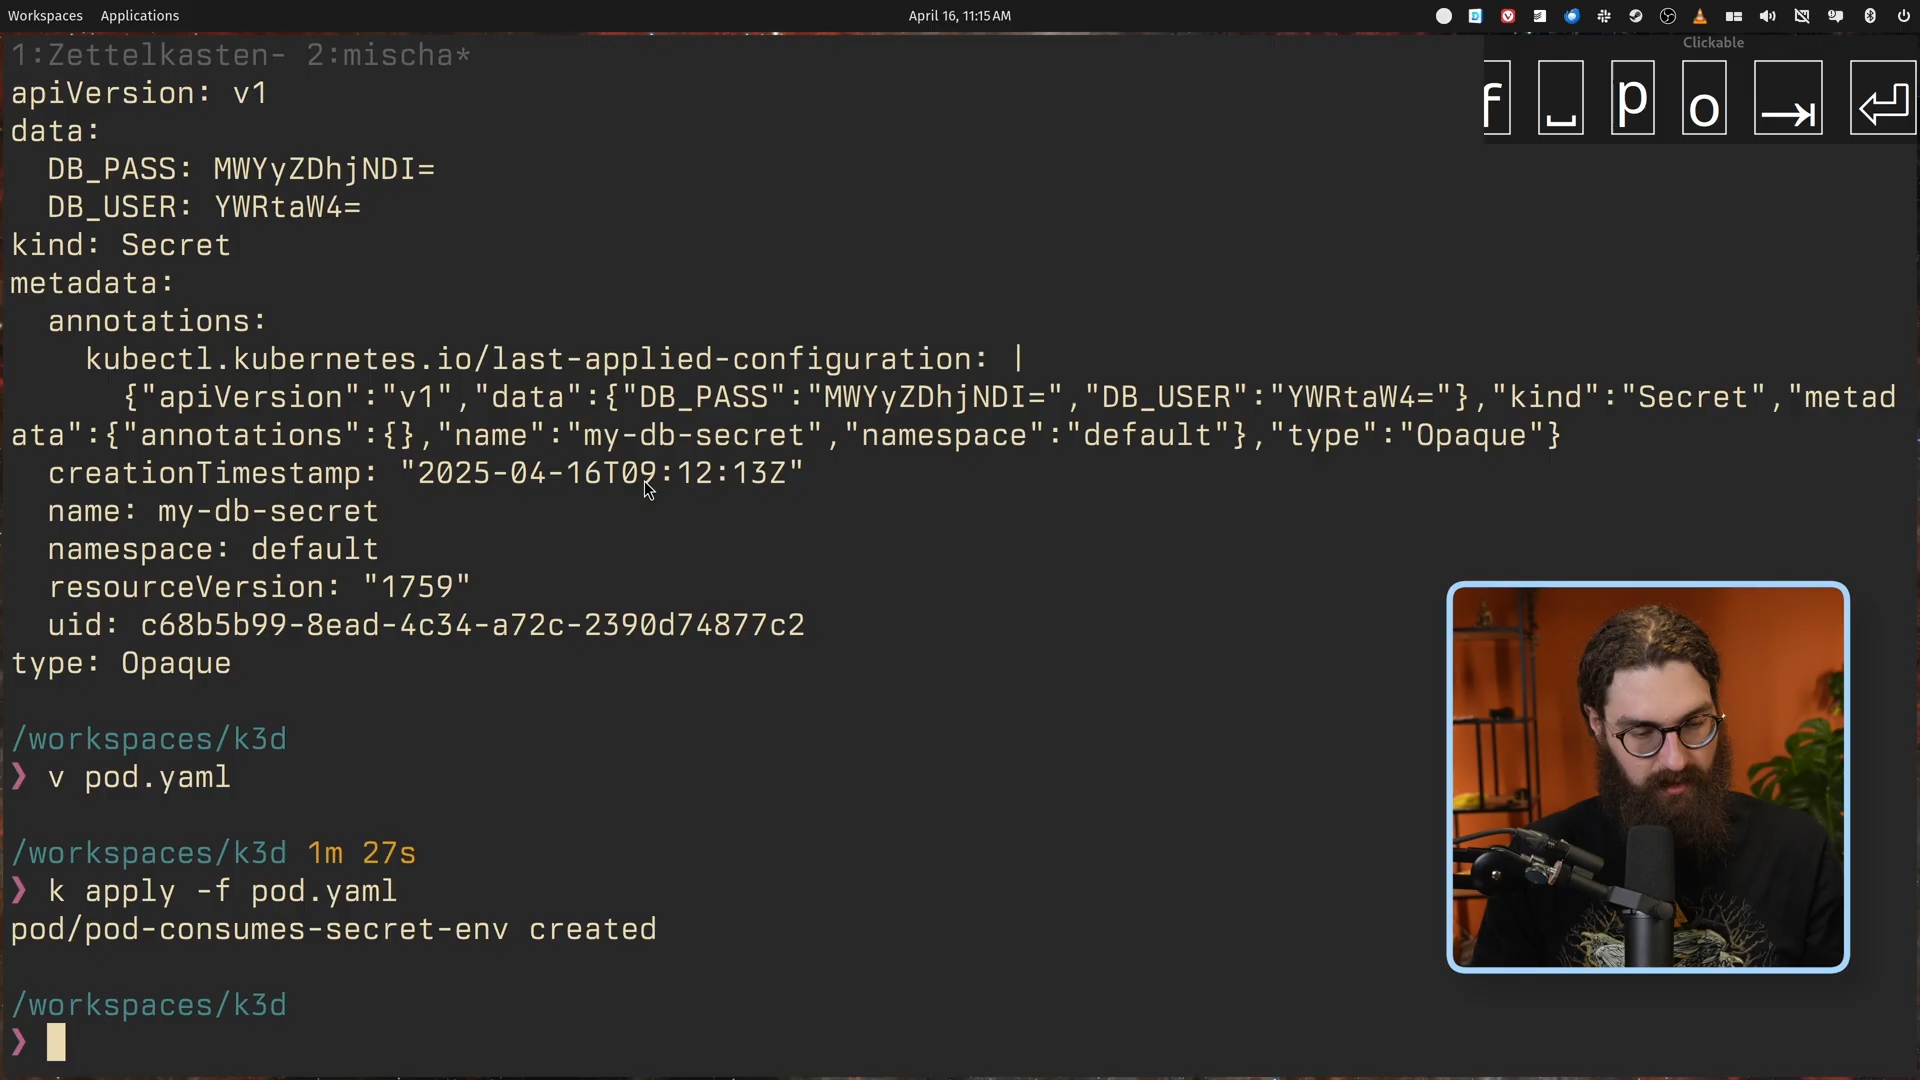 Workspaces Applications April 16, 11:15 AM
Clickable
f ⎵ p o
1:Zettelkasten- 2:mischa*
apiVersion: v1
data:
  DB_PASS: MWYyZDhjNDI=
  DB_USER: YWRtaW4=
kind: Secret
metadata:
  annotations:
    kubectl.kubernetes.io/last-applied-configuration: |
      {"apiVersion":"v1","data":{"DB_PASS":"MWYyZDhjNDI=","DB_USER":"YWRtaW4="},"kind":"Secret","metad
ata":{"annotations":{},"name":"my-db-secret","namespace":"default"},"type":"Opaque"}
  creationTimestamp: "2025-04-16T09:12:13Z"
  name: my-db-secret
  namespace: default
  resourceVersion: "1759"
  uid: c68b5b99-8ead-4c34-a72c-2390d74877c2
type: Opaque
/workspaces/k3d
❯ v pod.yaml
/workspaces/k3d 1m 27s
❯ k apply -f pod.yaml
pod/pod-consumes-secret-env created
/workspaces/k3d
❯